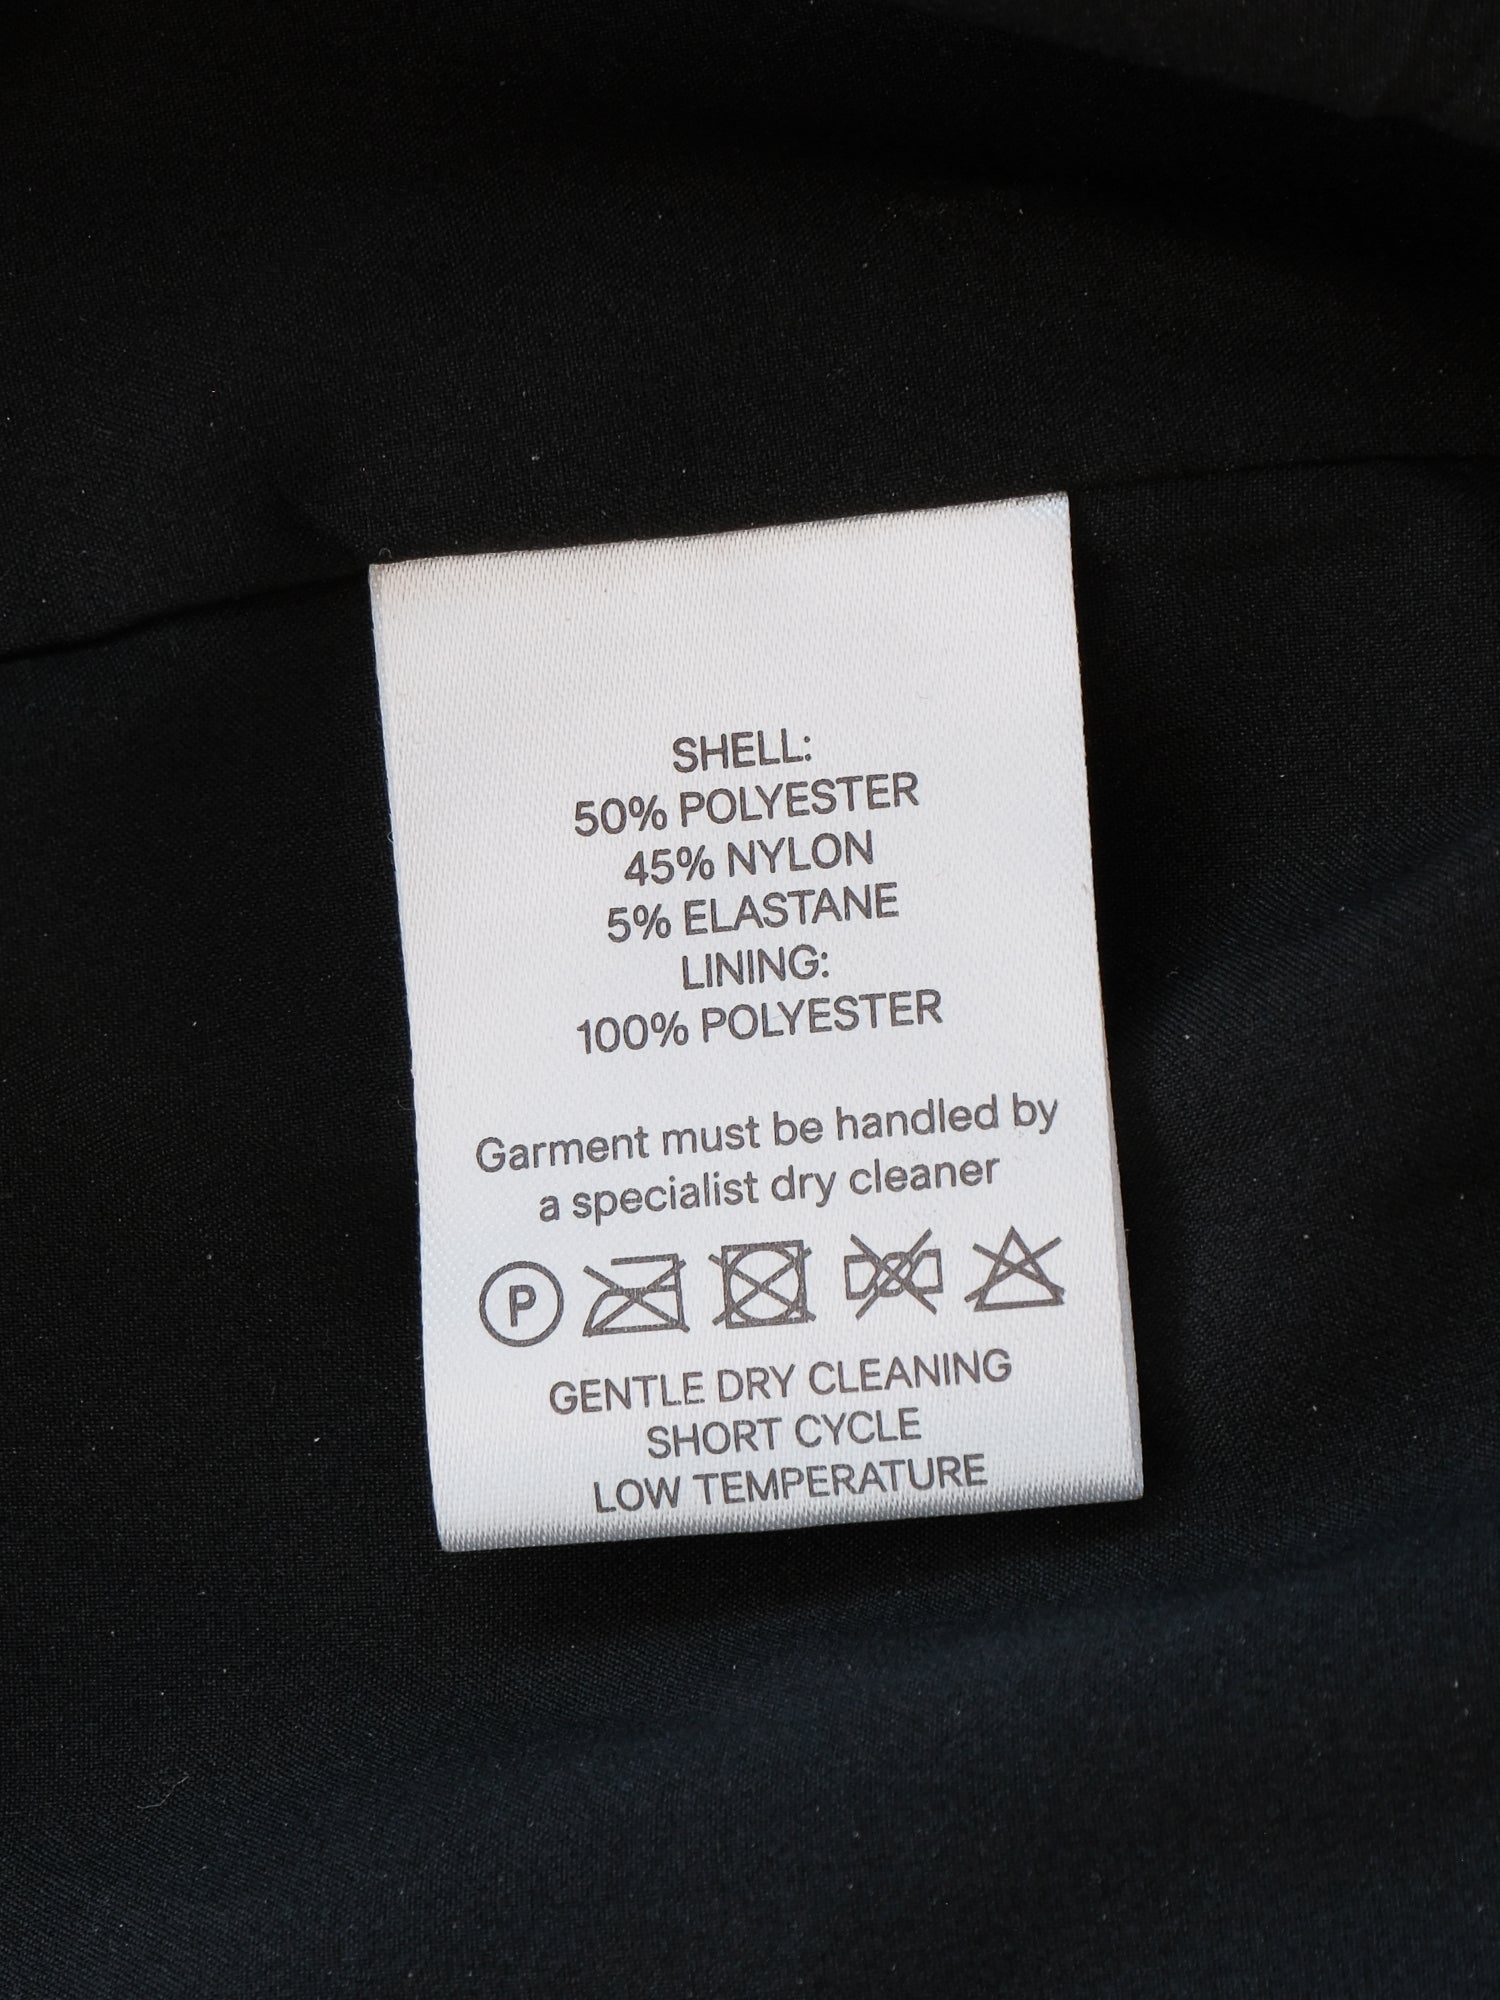 SHELL:
50% POLYESTER
45% NYLON
5% ELASTANE
LINING:
100% POLYESTER
Garment must be handled by
a specialist dry cleaner
P
GENTLE DRY CLEANING
SHORT CYCLE
LOW TEMPERATURE